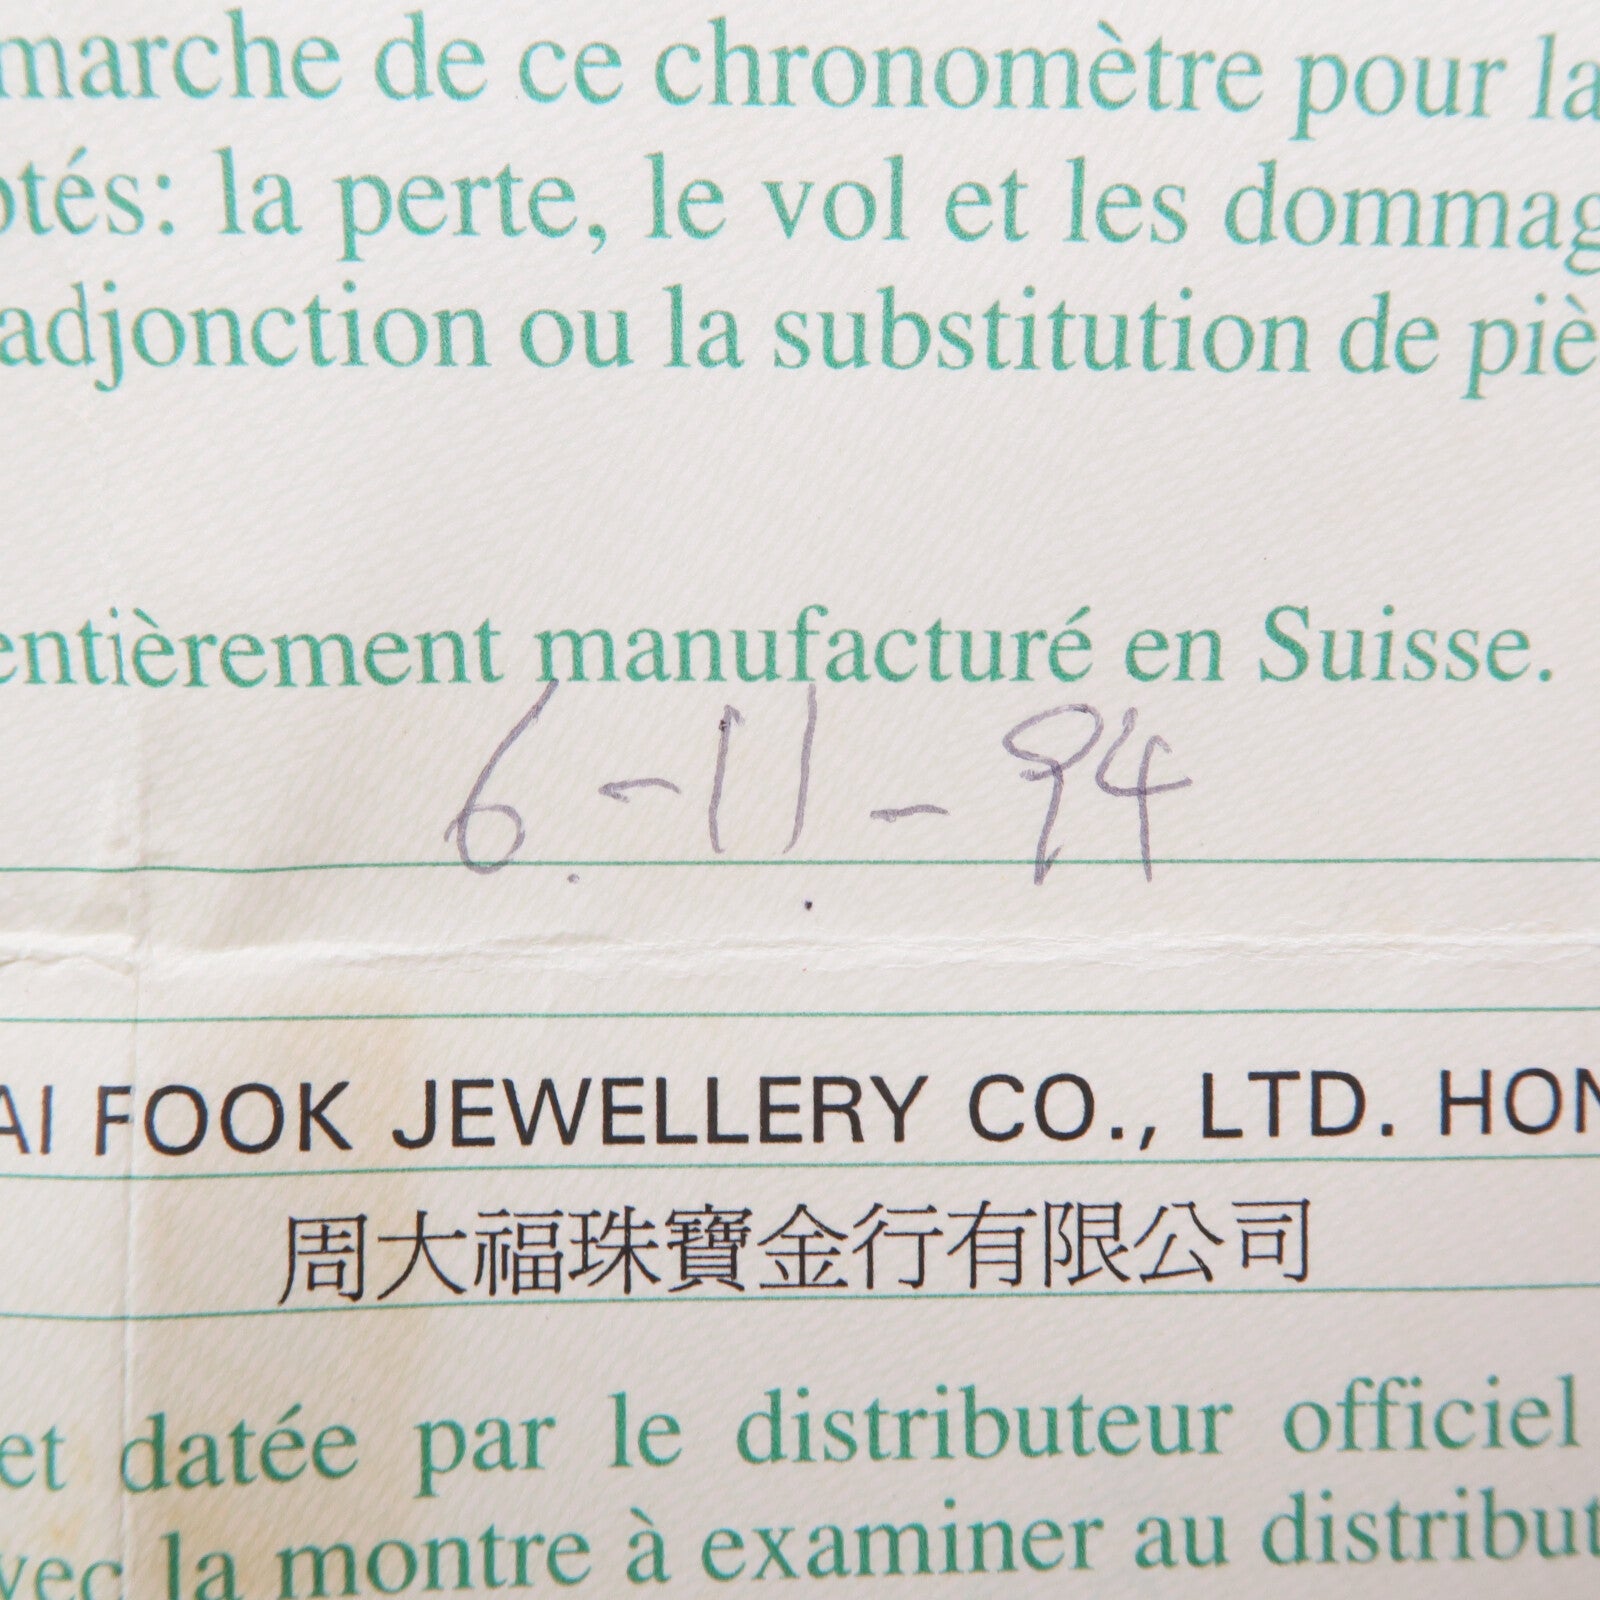 marche de ce chronomètre pour la
ptés: la perte, le vol et les dommag
adjonction ou la substitution de piè
entièrement manufacturé en Suisse.
6-11-94
AI FOOK JEWELLERY CO., LTD. HON
周大福珠寶金行有限公司
et datée par le distributeur officiel
vec la montre à examiner au distribut